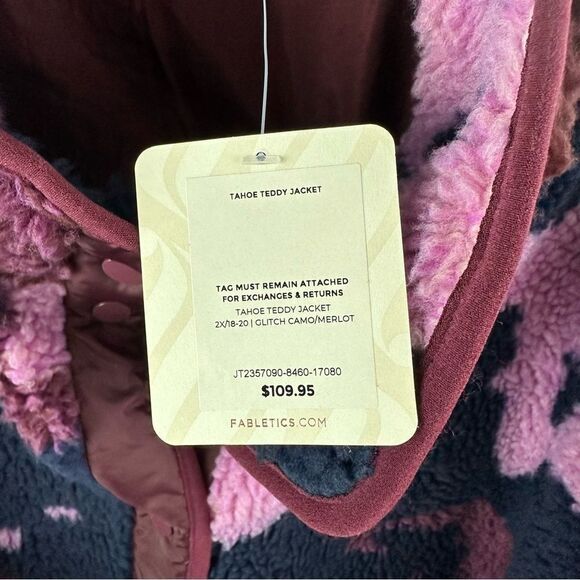 TAHOE TEDDY JACKET
TAG MUST REMAIN ATTACHED
FOR EXCHANGES & RETURNS
TAHOE TEDDY JACKET
2X/18-20 | GLITCH CAMO/MERLOT
JT2357090-8460-17080
$109.95
FABLETICS.COM